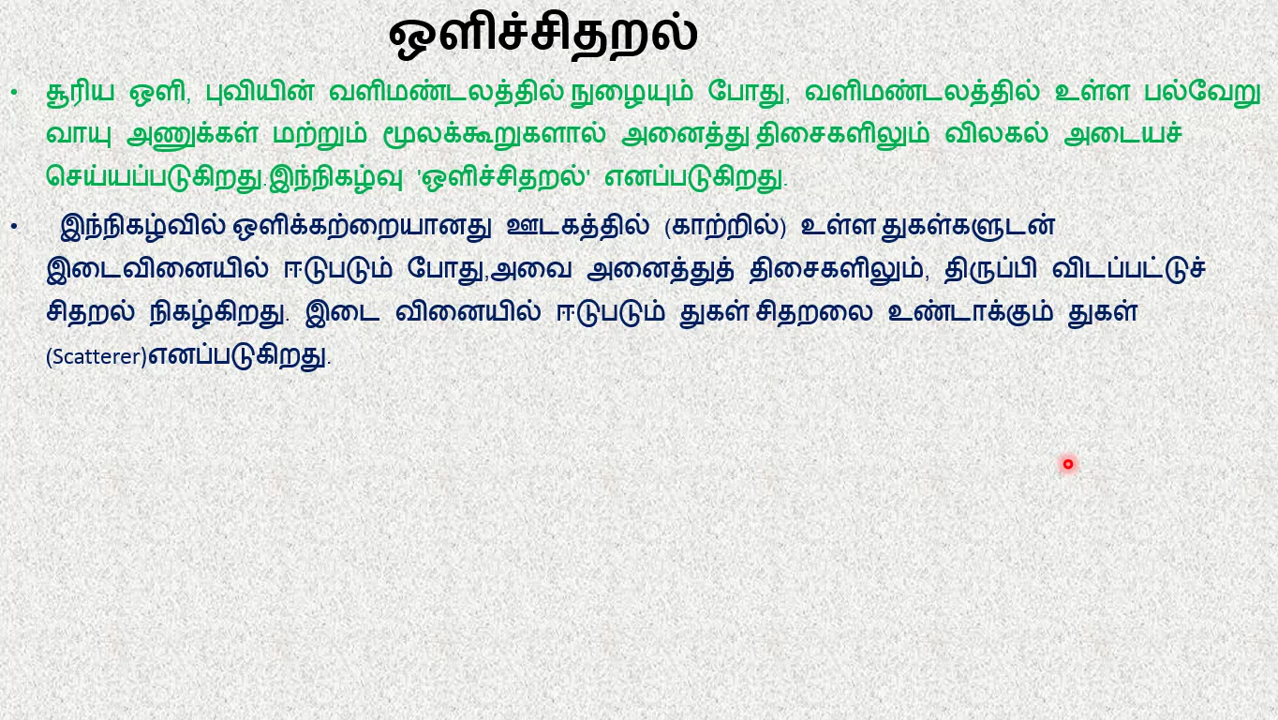 ஒளிச்சிதறல்
• சூரிய ஒளி, புவியின் வளிமண்டலத்தில் நுழையும் போது, வளிமண்டலத்தில் உள்ள பல்வேறு
வாயு அணுக்கள் மற்றும் மூலக்கூறுகளால் அனைத்து திசைகளிலும் விலகல் அடையச்
செய்யப்படுகிறது.இந்நிகழ்வு 'ஒளிச்சிதறல்' எனப்படுகிறது.
• இந்நிகழ்வில் ஒளிக்கற்றையானது ஊடகத்தில் (காற்றில்) உள்ள துகள்களுடன்
இடைவினையில் ஈடுபடும் போது,அவை அனைத்துத் திசைகளிலும், திருப்பி விடப்பட்டுச்
சிதறல் நிகழ்கிறது. இடை வினையில் ஈடுபடும் துகள் சிதறலை உண்டாக்கும் துகள்
(Scatterer)எனப்படுகிறது.